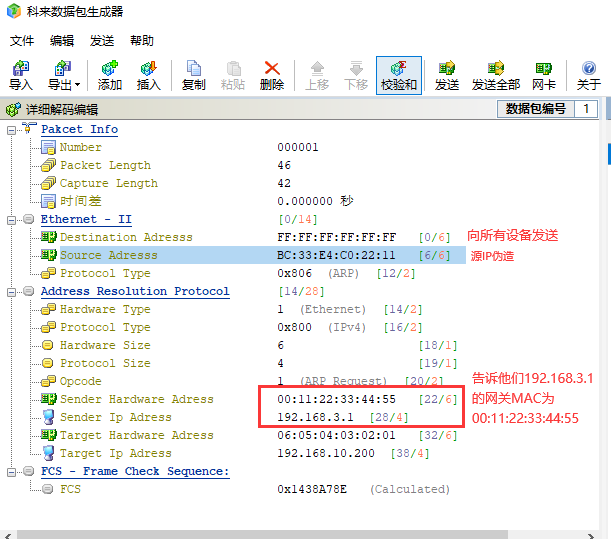 科来数据包生成器
文件 编辑 发送 帮助
导入 导出 添加 插入 复制 粘贴 删除 上移 下移 校验和 发送 发送全部 网卡 关于
详细解码编辑 数据包编号 1
Pakcet Info
Number 000001
Packet Length 46
Capture Length 42
时间差 0.000000 秒
Ethernet - II [0/14]
Destination Adresss FF:FF:FF:FF:FF:FF [0/6] 向所有设备发送
Source Adresss BC:33:E4:C0:22:11 [6/6] 源IP伪造
Protocol Type 0x806 (ARP) [12/2]
Address Resolution Protocol [14/28]
Hardware Type 1 (Ethernet) [14/2]
Protocol Type 0x800 (IPv4) [16/2]
Hardware Size 6 [18/1]
Protocol Size 4 [19/1]
Opcode 1 (ARP Request) [20/2]
Sender Hardware Adress 00:11:22:33:44:55 [22/6]
Sender Ip Adress 192.168.3.1 [28/4]
Target Hardware Adress 06:05:04:03:02:01 [32/6]
Target Ip Adress 192.168.10.200 [38/4]
告诉他们192.168.3.1
的网关MAC为
00:11:22:33:44:55
FCS - Frame Check Sequence:
FCS 0x1438A78E (Calculated)